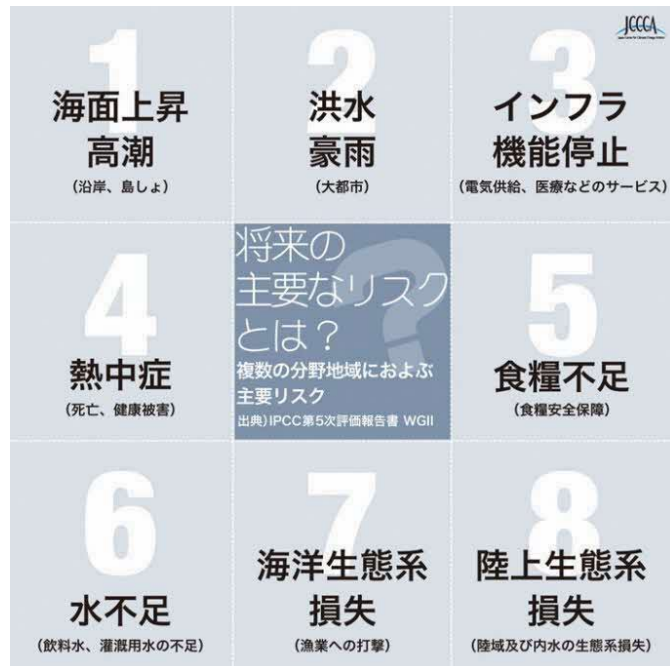 JCCCA
1
海面上昇
高潮
(沿岸、島しょ)
2
洪水
豪雨
(大都市)
3
インフラ
機能停止
(電気供給、医療などのサービス)
4
熱中症
(死亡、健康被害)
将来の
主要なリスク
とは?
?
複数の分野地域におよぶ
主要リスク
出典)IPCC第5次評価報告書 WGII
5
食糧不足
(食糧安全保障)
6
水不足
(飲料水、灌漑用水の不足)
7
海洋生態系
損失
(漁業への打撃)
8
陸上生態系
損失
(陸域及び内水の生態系損失)